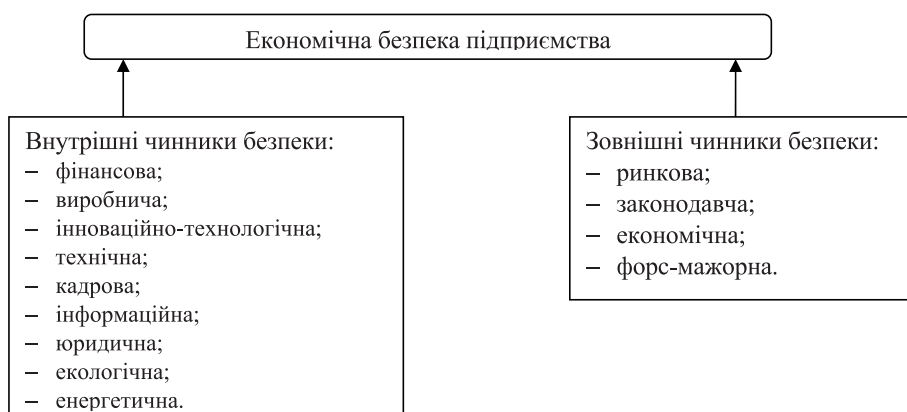 Економічна безпека підприємства
Внутрішні чинники безпеки:
– фінансова;
– виробнича;
– інноваційно-технологічна;
– технічна;
– кадрова;
– інформаційна;
– юридична;
– екологічна;
– енергетична.
Зовнішні чинники безпеки:
– ринкова;
– законодавча;
– економічна;
– форс-мажорна.